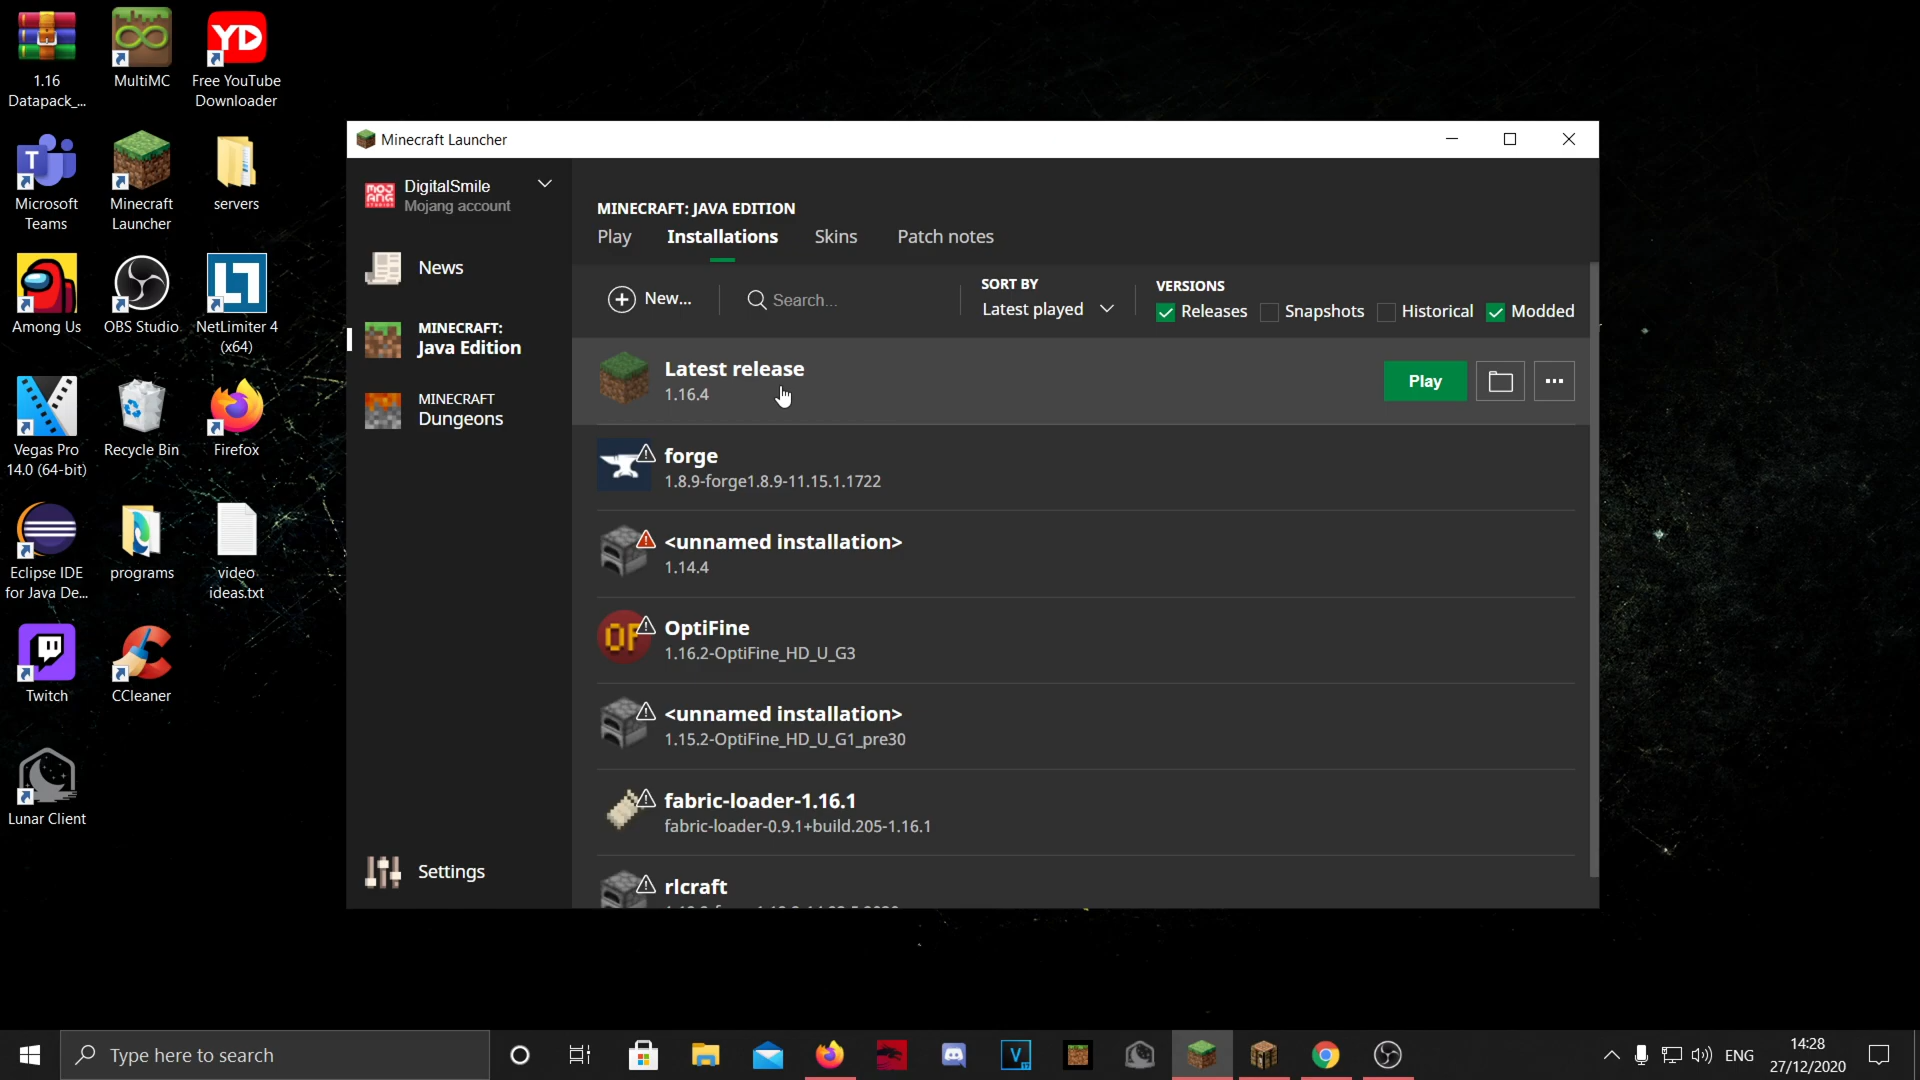 1.16
Datapack_...
MultiMC
YD
Free YouTube
Downloader
Microsoft
Teams
Minecraft
Launcher
servers
Among Us
OBS Studio
NetLimiter 4
(x64)
Vegas Pro
14.0 (64-bit)
Recycle Bin
Firefox
Eclipse IDE
for Java De...
programs
video
ideas.txt
Twitch
CCleaner
Lunar Client
Minecraft Launcher
MOJ
ANG
STUDIOS
DigitalSmile
Mojang account
News
MINECRAFT:
Java Edition
MINECRAFT
Dungeons
Settings
MINECRAFT: JAVA EDITION
Play Installations Skins Patch notes
New...
Search...
SORT BY
Latest played
VERSIONS
Releases Snapshots Historical Modded
Latest release
1.16.4
Play
forge
1.8.9-forge1.8.9-11.15.1.1722
<unnamed installation>
1.14.4
OF
OptiFine
1.16.2-OptiFine_HD_U_G3
<unnamed installation>
1.15.2-OptiFine_HD_U_G1_pre30
fabric-loader-1.16.1
fabric-loader-0.9.1+build.205-1.16.1
rlcraft
Type here to search
V
ENG
14:28
27/12/2020